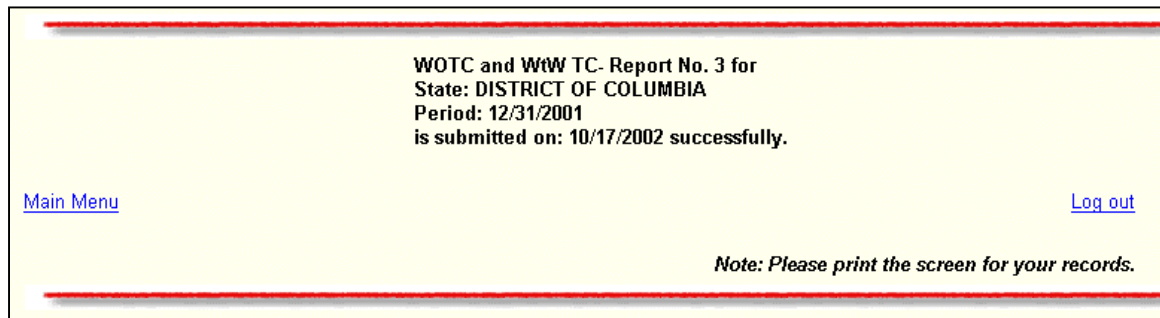 WOTC and WtW TC- Report No. 3 for
State: DISTRICT OF COLUMBIA
Period: 12/31/2001
is submitted on: 10/17/2002 successfully.
Main Menu
Log out
Note: Please print the screen for your records.